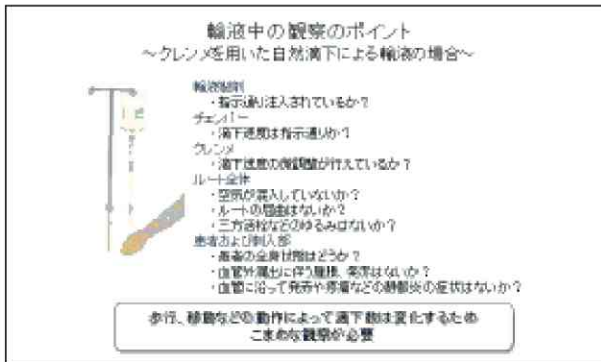 輸液中の観察のポイント
～クレンメを用いた自然滴下による輸液の場合～
輸液製剤
・指示通り注入されているか？
チェンバー
・滴下速度は指示通りか？
クレンメ
・滴下速度の微調整が行えているか？
ルート全体
・空気が混入していないか？
・ルートの屈曲はないか？
・三方活栓などのゆるみはないか？
患者および刺入部
・患者の全身状態はどうか？
・血管外漏出に伴う腫脹、発赤はないか？
・血管に沿って発赤や疼痛などの静脈炎の症状はないか？
歩行、移動などの動作によって滴下数は変化するため
こまめな観察が必要